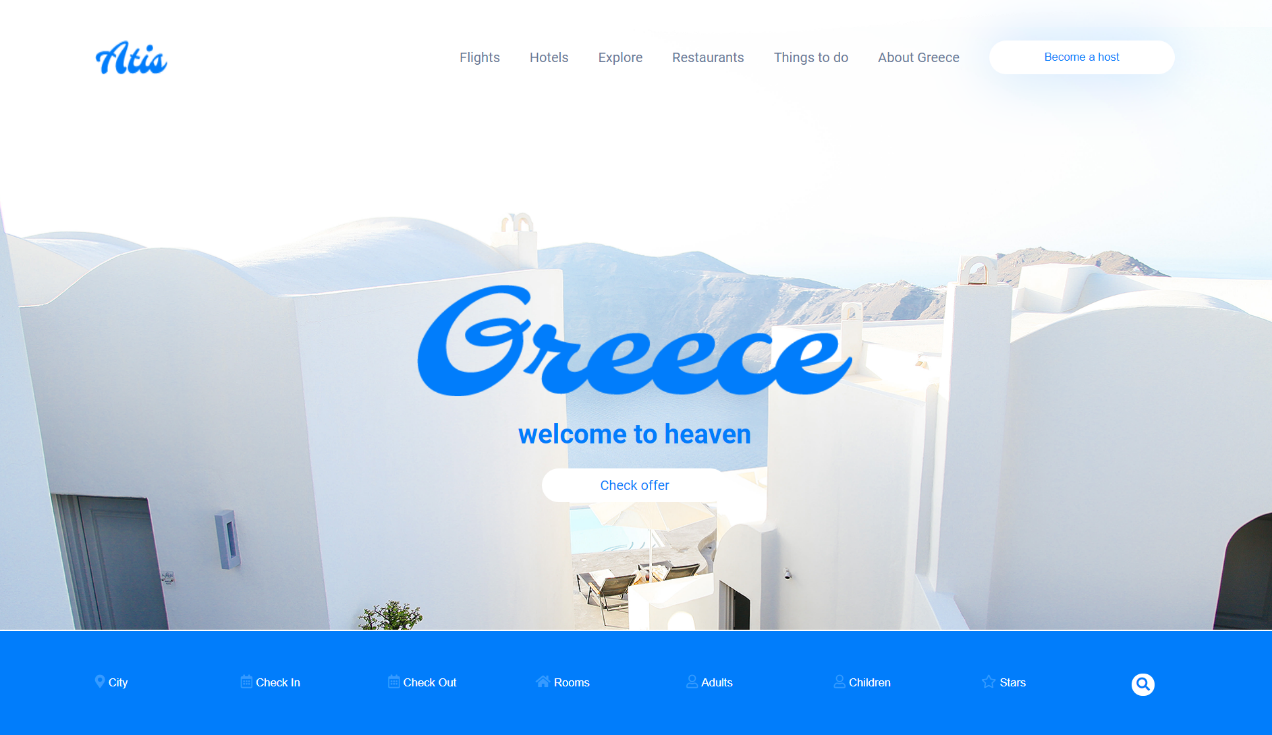 Atis
Flights Hotels Explore Restaurants Things to do About Greece Become a host
Greece
welcome to heaven
Check offer
City Check In Check Out Rooms Adults Children Stars